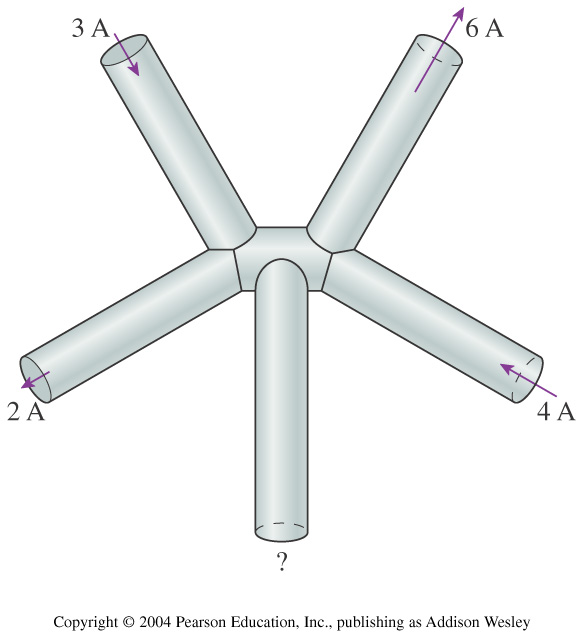 3 A
6 A
2 A
4 A
?
Copyright © 2004 Pearson Education, Inc., publishing as Addison Wesley